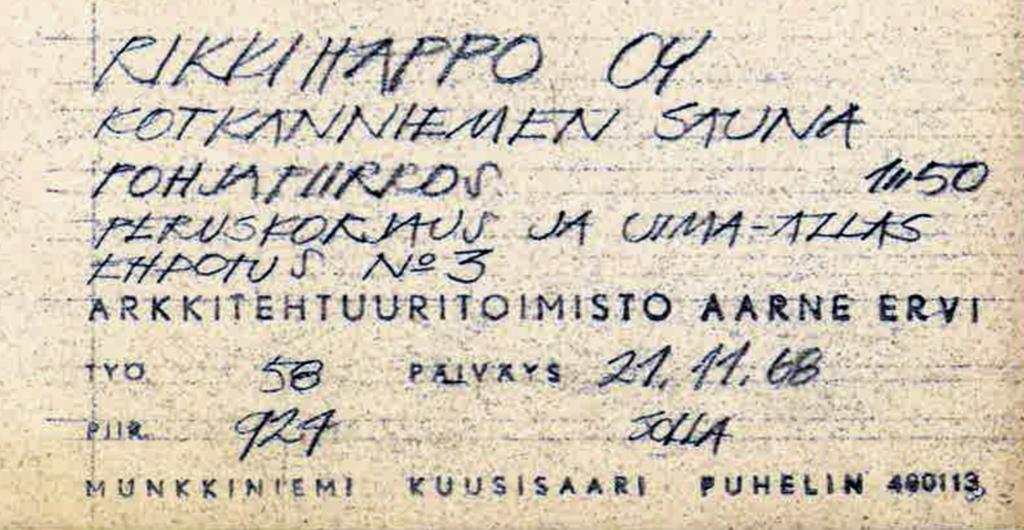 RIKKIHAPPO OY
KOTKANNIEMEN SAUNA
POHJAPIIRROS 1:50
PERUSKORJAUS JA UIMA-ALLAS
EHDOTUS No 3
ARKKITEHTUURITOIMISTO AARNE ERVI
TYÖ 58 PÄIVÄYS 21.11.68
PIIR. 924 SOLLA
MUNKKINIEMI KUUSISAARI PUHELIN 480113